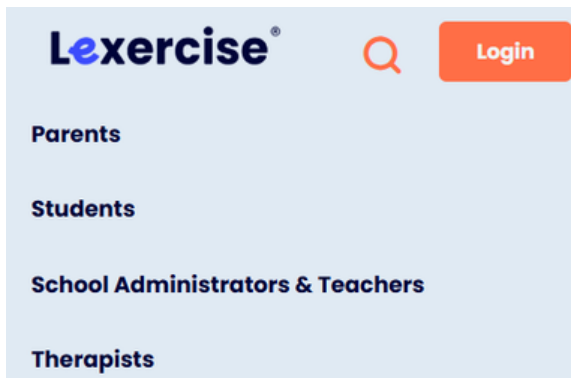 Lexercise®
Login
Parents
Students
School Administrators & Teachers
Therapists